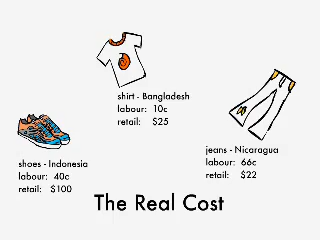 shirt - Bangladesh
labour: 10c
retail: $25
jeans - Nicaragua
labour: 66c
retail: $22
shoes - Indonesia
labour: 40c
retail: $100
The Real Cost